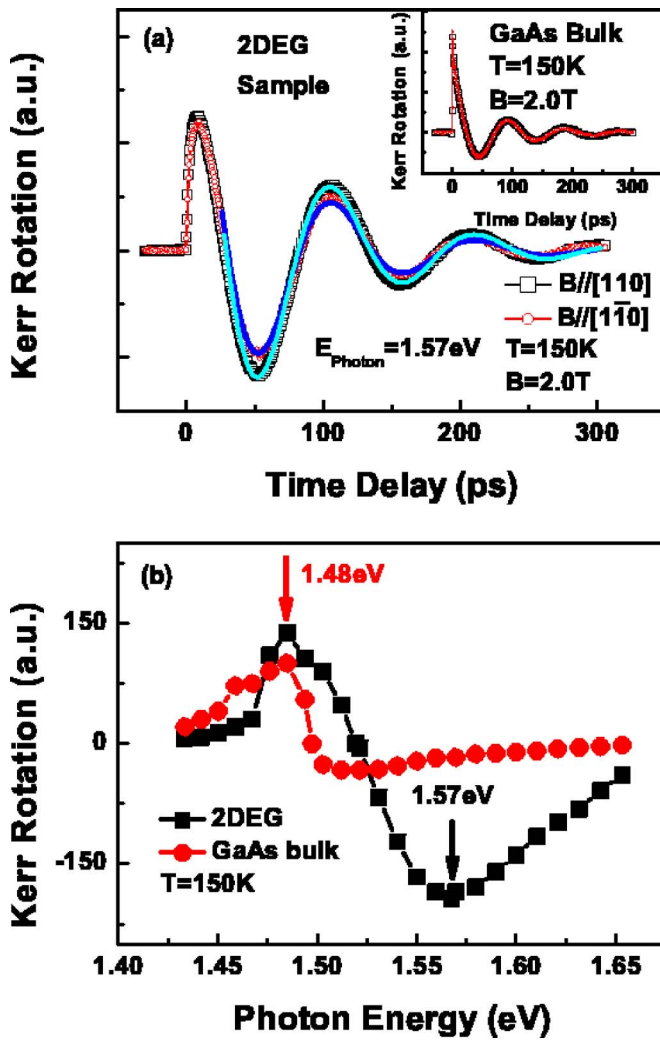 (a)
2DEG
Sample
GaAs Bulk
T=150K
B=2.0T
Kerr Rotation (a.u.)
0 100 200 300
Time Delay (ps)
B//[110]
B//[11̄0]
T=150K
B=2.0T
E_Photon=1.57eV
Kerr Rotation (a.u.)
0 100 200 300
Time Delay (ps)
(b)
1.48eV
150
0
-150
1.57eV
2DEG
GaAs bulk
T=150K
Kerr Rotation (a.u.)
1.40 1.45 1.50 1.55 1.60 1.65
Photon Energy (eV)